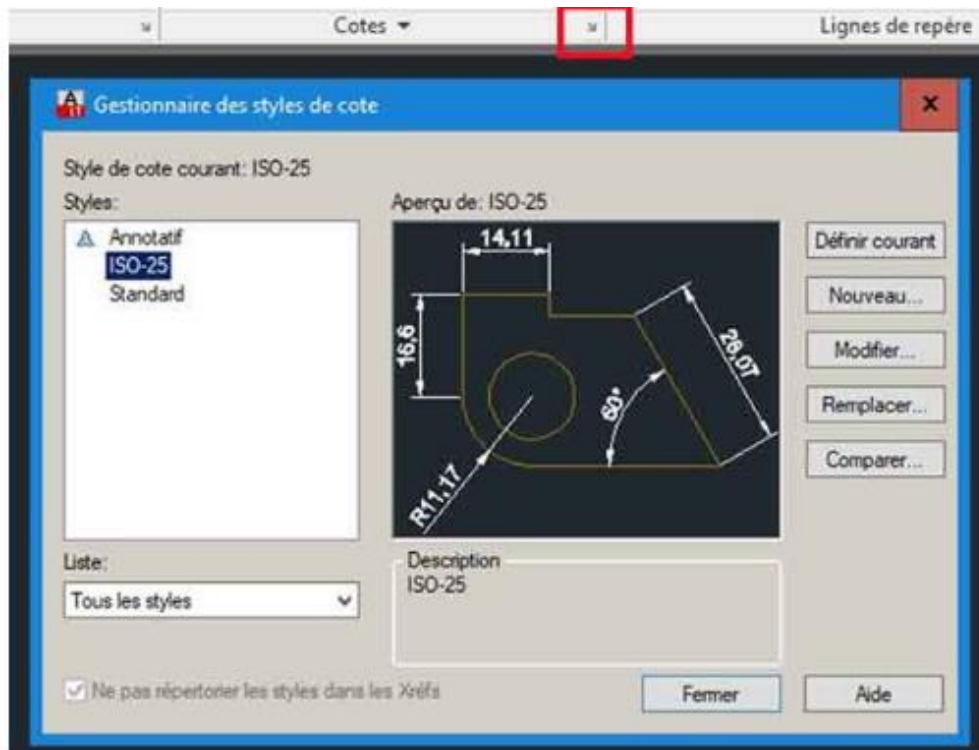 Cotes
Lignes de repère
Gestionnaire des styles de cote
Style de cote courant: ISO-25
Styles:
Annotatif
ISO-25
Standard
Aperçu de: ISO-25
14,11
16,6
28,07
60°
R11,17
Définir courant
Nouveau...
Modifier...
Remplacer...
Comparer...
Liste:
Tous les styles
Description
ISO-25
Ne pas répertorier les styles dans les Xréfs
Fermer
Aide